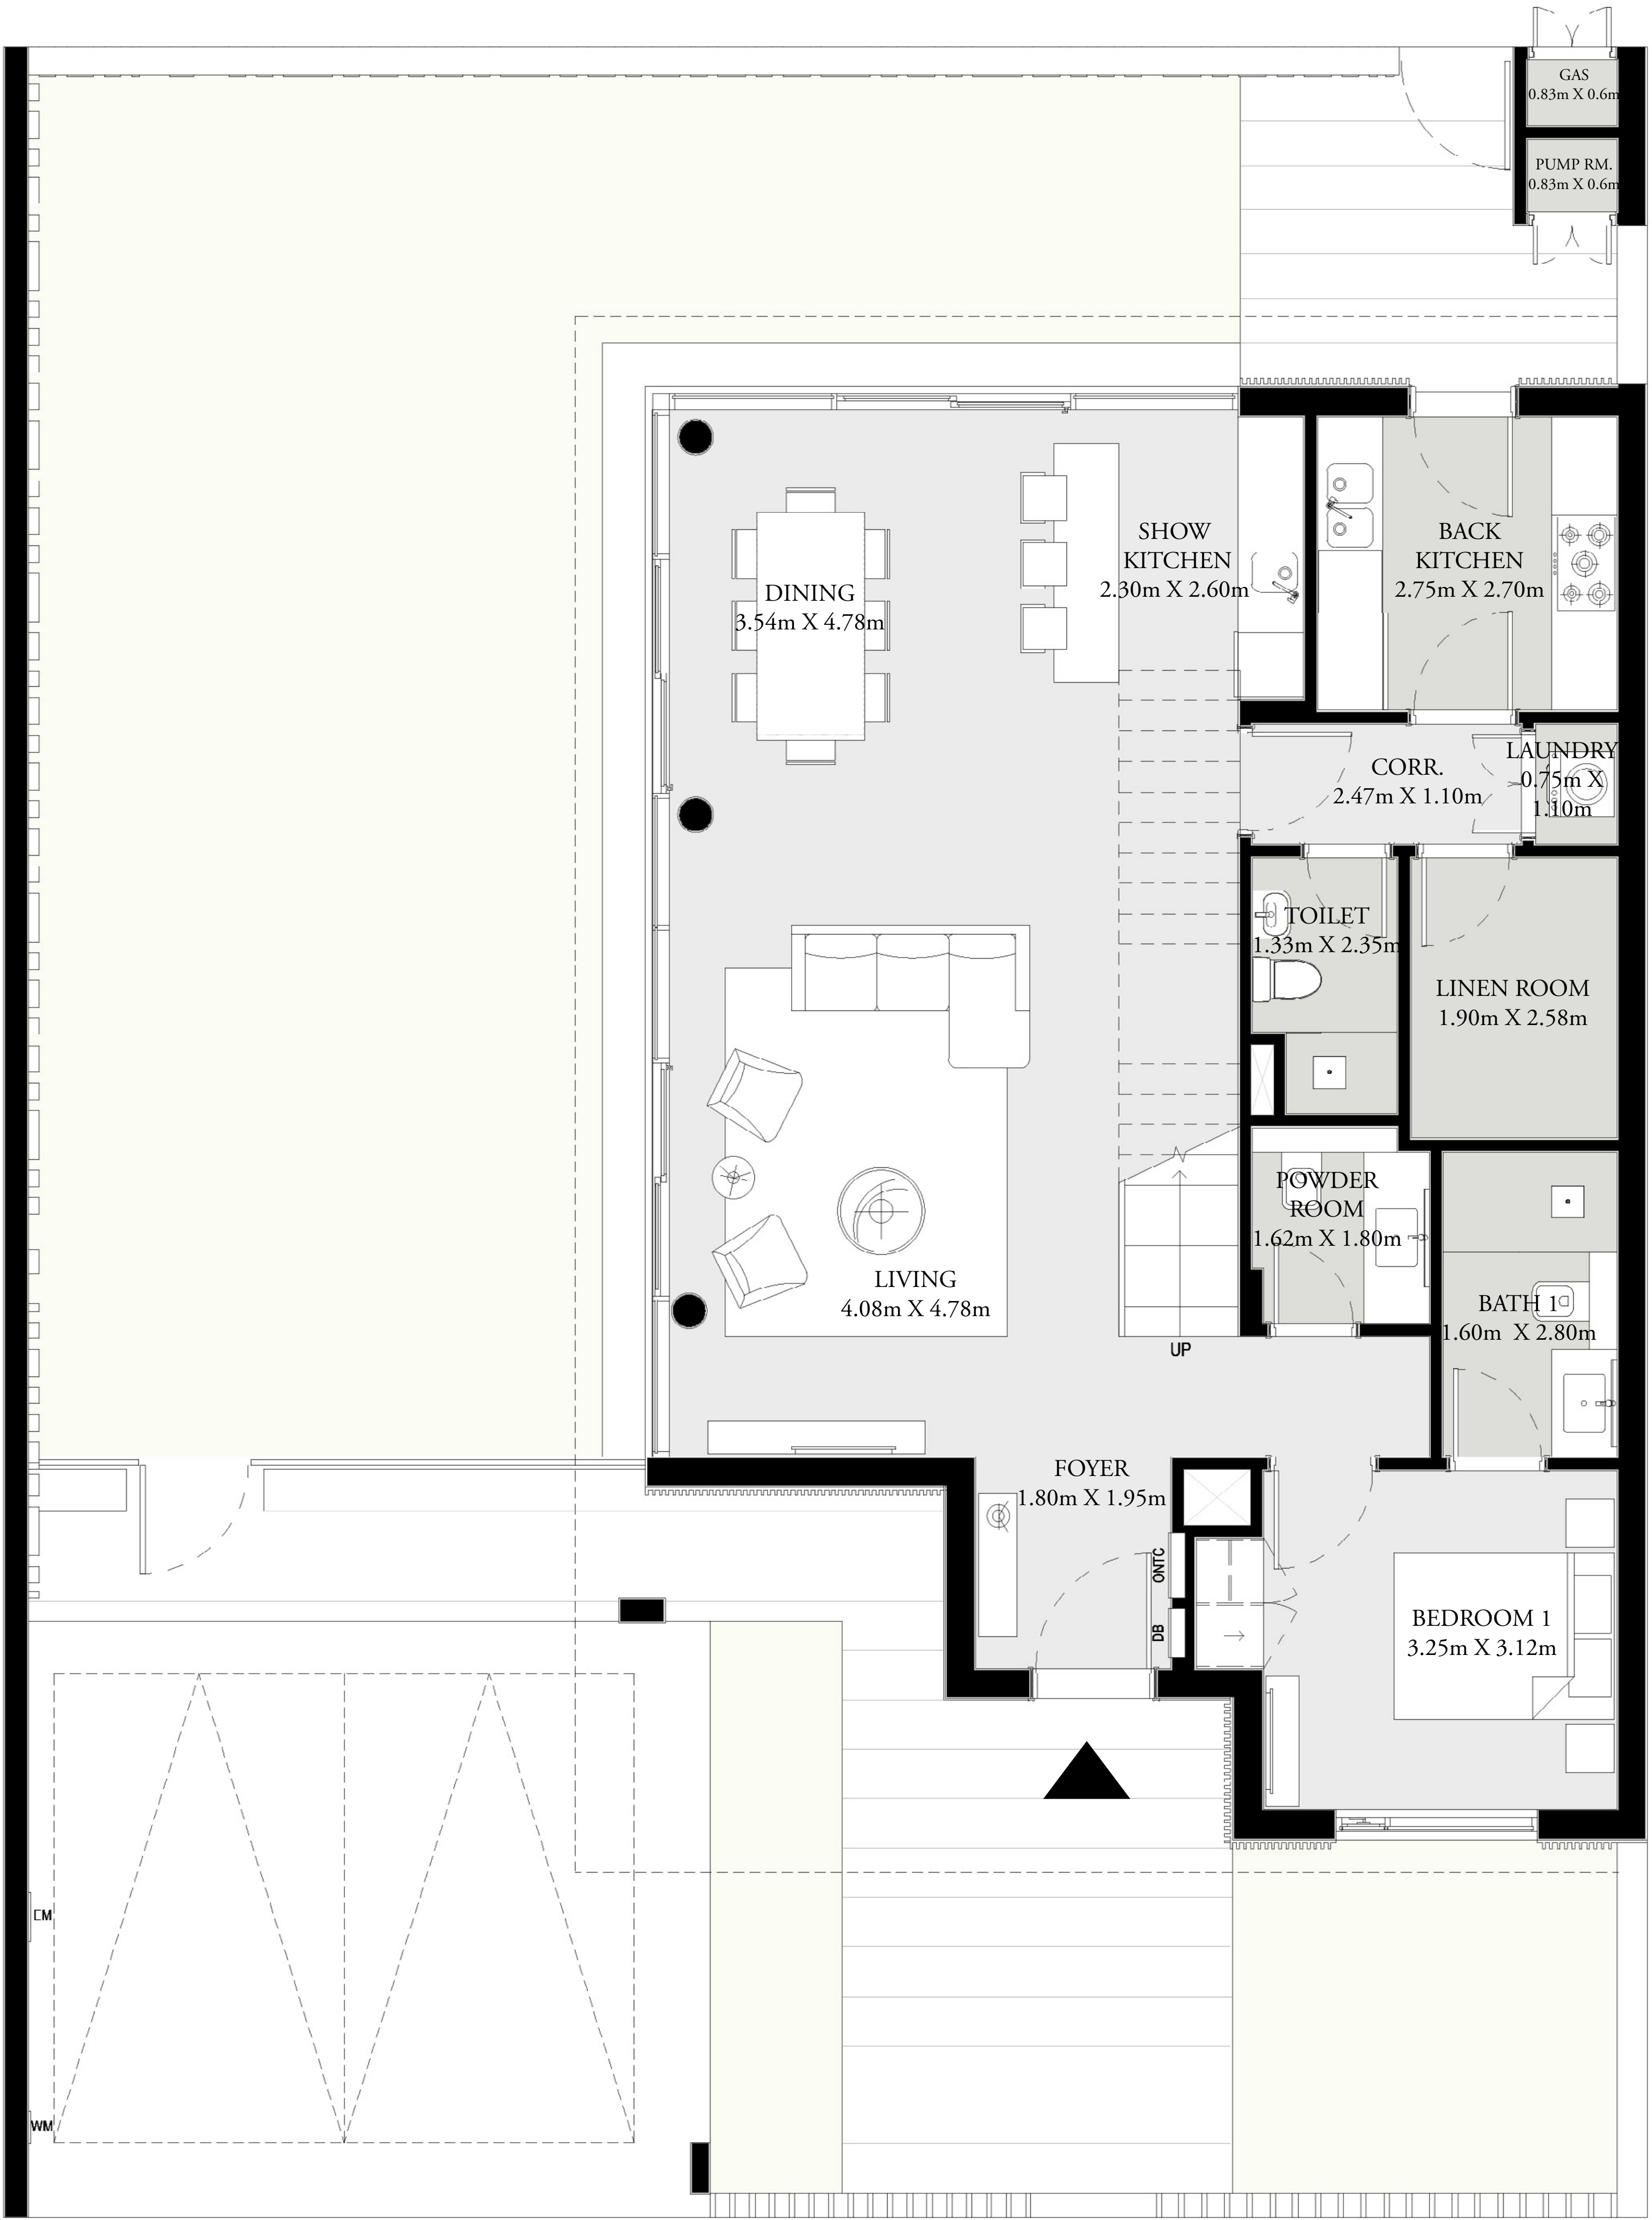 GAS
0.83m X 0.6m
PUMP RM.
0.83m X 0.6m
SHOW
KITCHEN
2.30m X 2.60m
BACK
KITCHEN
2.75m X 2.70m
DINING
3.54m X 4.78m
LAUNDRY
0.75m X
1.10m
CORR.
2.47m X 1.10m
TOILET
1.33m X 2.35m
LINEN ROOM
1.90m X 2.58m
POWDER
ROOM
1.62m X 1.80m
LIVING
4.08m X 4.78m
BATH 1
1.60m X 2.80m
UP
FOYER
1.80m X 1.95m
ONTC
DB
BEDROOM 1
3.25m X 3.12m
EM
WM